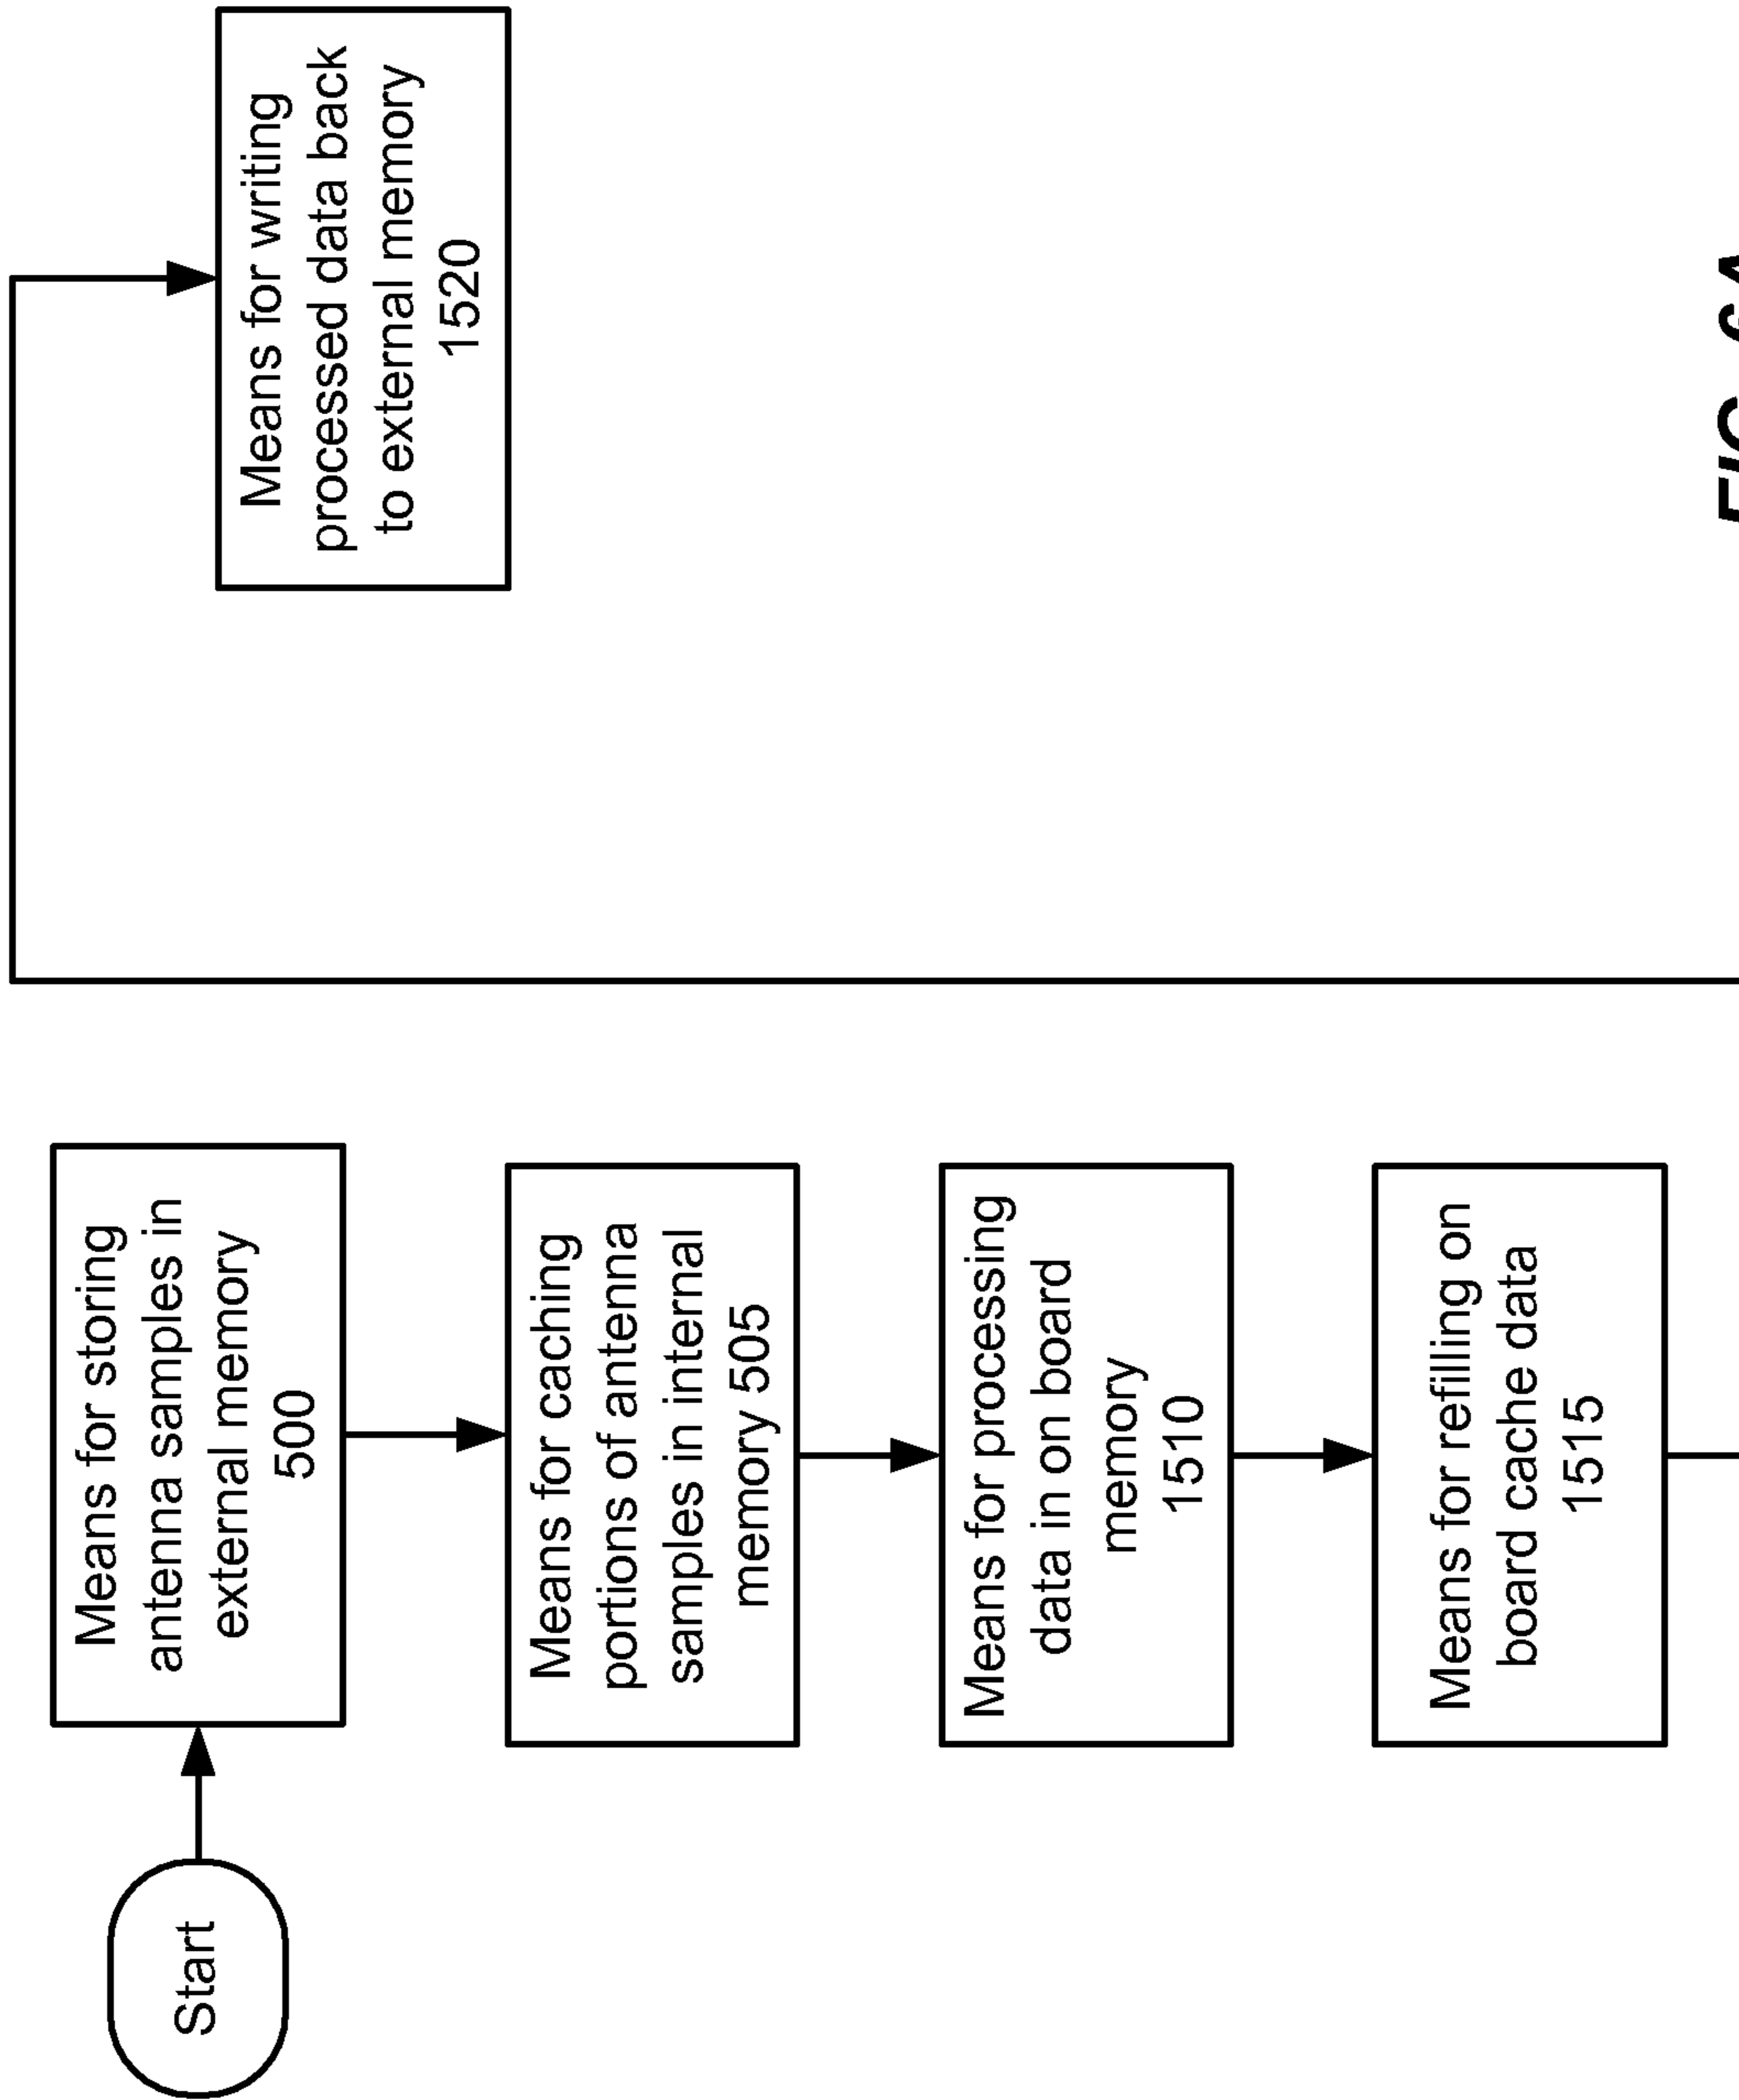 Start
Means for storing
antenna samples in
external memory
500
Means for caching
portions of antenna
samples in internal
memory 505
Means for processing
data in on board
memory
1510
Means for refilling on
board cache data
1515
Means for writing
processed data back
to external memory
1520
FIG. 6A